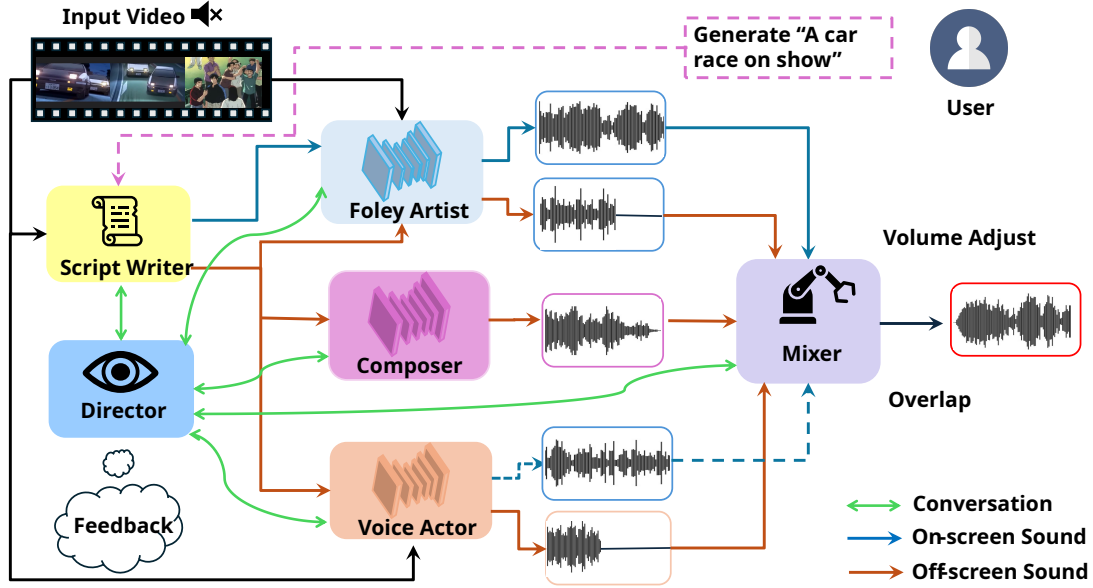 Input Video
Generate “A car
race on show”
User
Foley Artist
Script Writer
Volume Adjust
Composer
Mixer
Director
Overlap
Feedback
Voice Actor
Conversation
On-screen Sound
Off-screen Sound